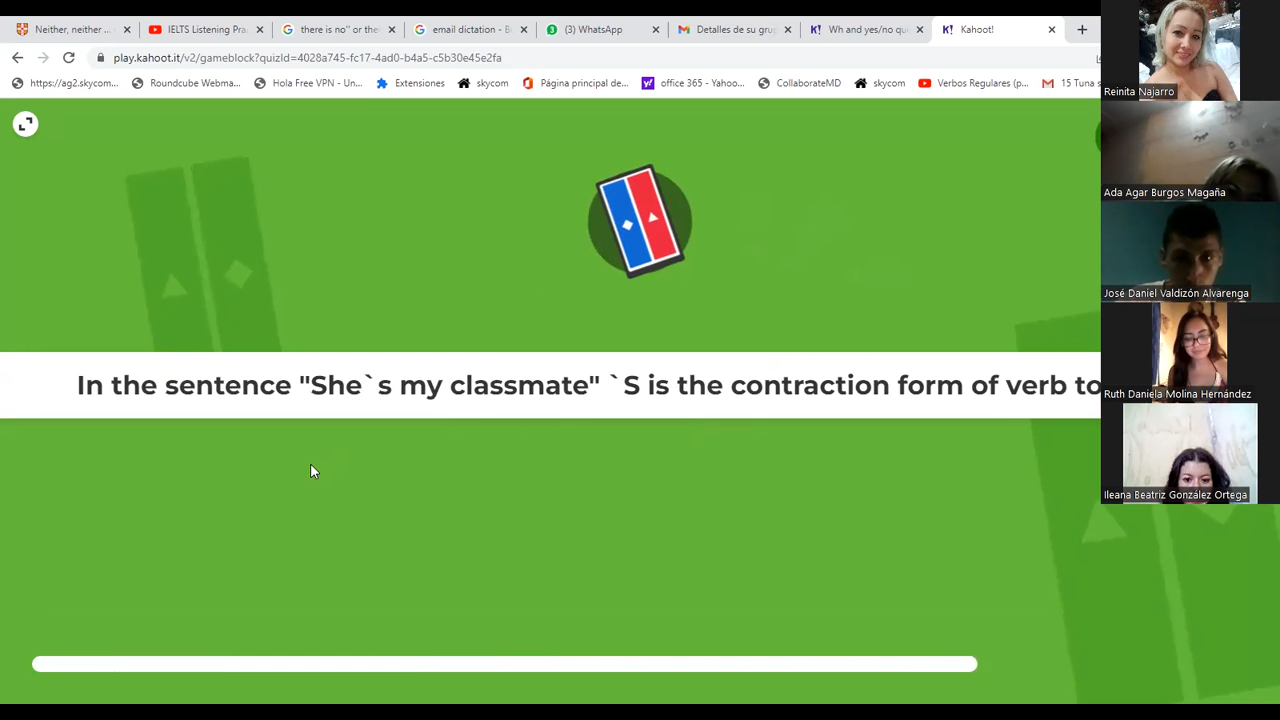 Neither, neither ...
IELTS Listening Pra
there is no" or the
email dictation - B
(3) WhatsApp
Detalles de su gru
Wh and yes/no qu
Kahoot!
play.kahoot.it/v2/gameblock?quizId=4028a745-fc17-4ad0-b4a5-c5b30e45e2fa
https://ag2.skycom...
Roundcube Webma...
Hola Free VPN - Un...
Extensiones
skycom
Página principal de...
office 365 - Yahoo...
CollaborateMD
skycom
Verbos Regulares (p...
15 Tuna s
In the sentence "She`s my classmate" `S is the contraction form of verb to
Reinita Najarro
Ada Agar Burgos Magaña
José Daniel Valdizón Alvarenga
Ruth Daniela Molina Hernández
Ileana Beatriz González Ortega